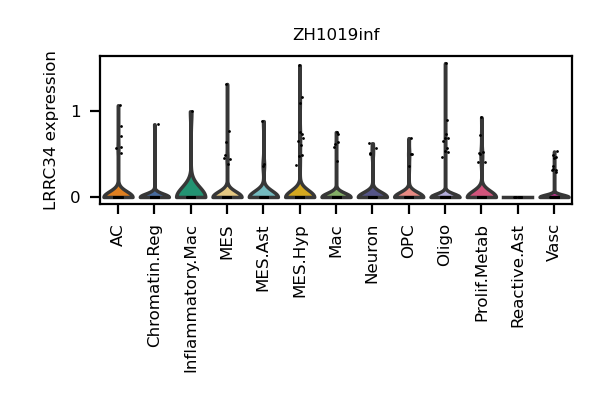 ZH1019inf
LRRC34 expression
1
0
AC
Chromatin.Reg
Inflammatory.Mac
MES
MES.Ast
MES.Hyp
Mac
Neuron
OPC
Oligo
Prolif.Metab
Reactive.Ast
Vasc